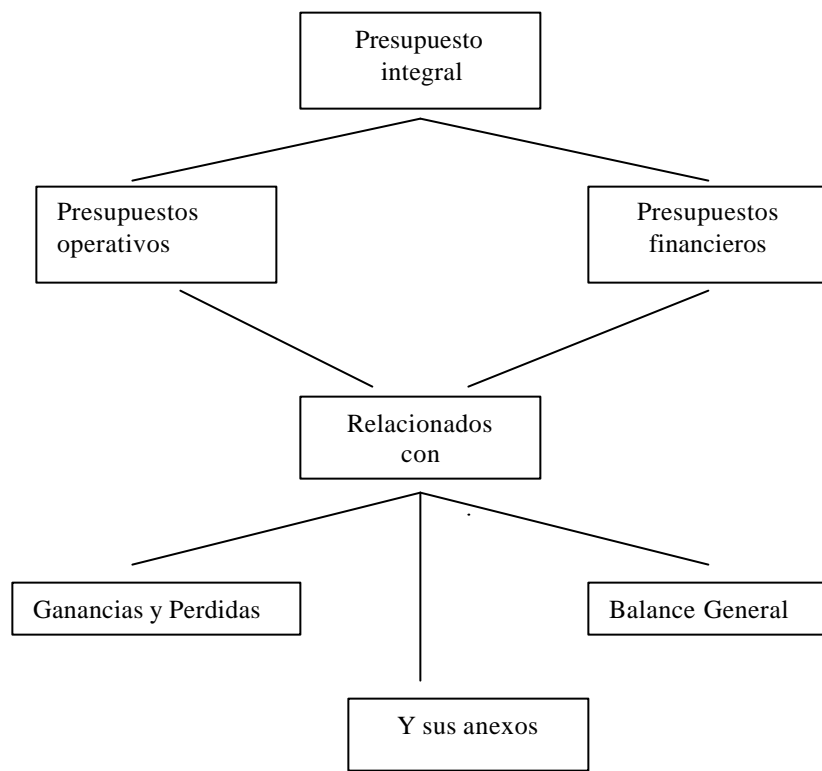 Presupuesto
integral
Presupuestos
operativos
Presupuestos
financieros
Relacionados
con
Ganancias y Perdidas
Balance General
Y sus anexos